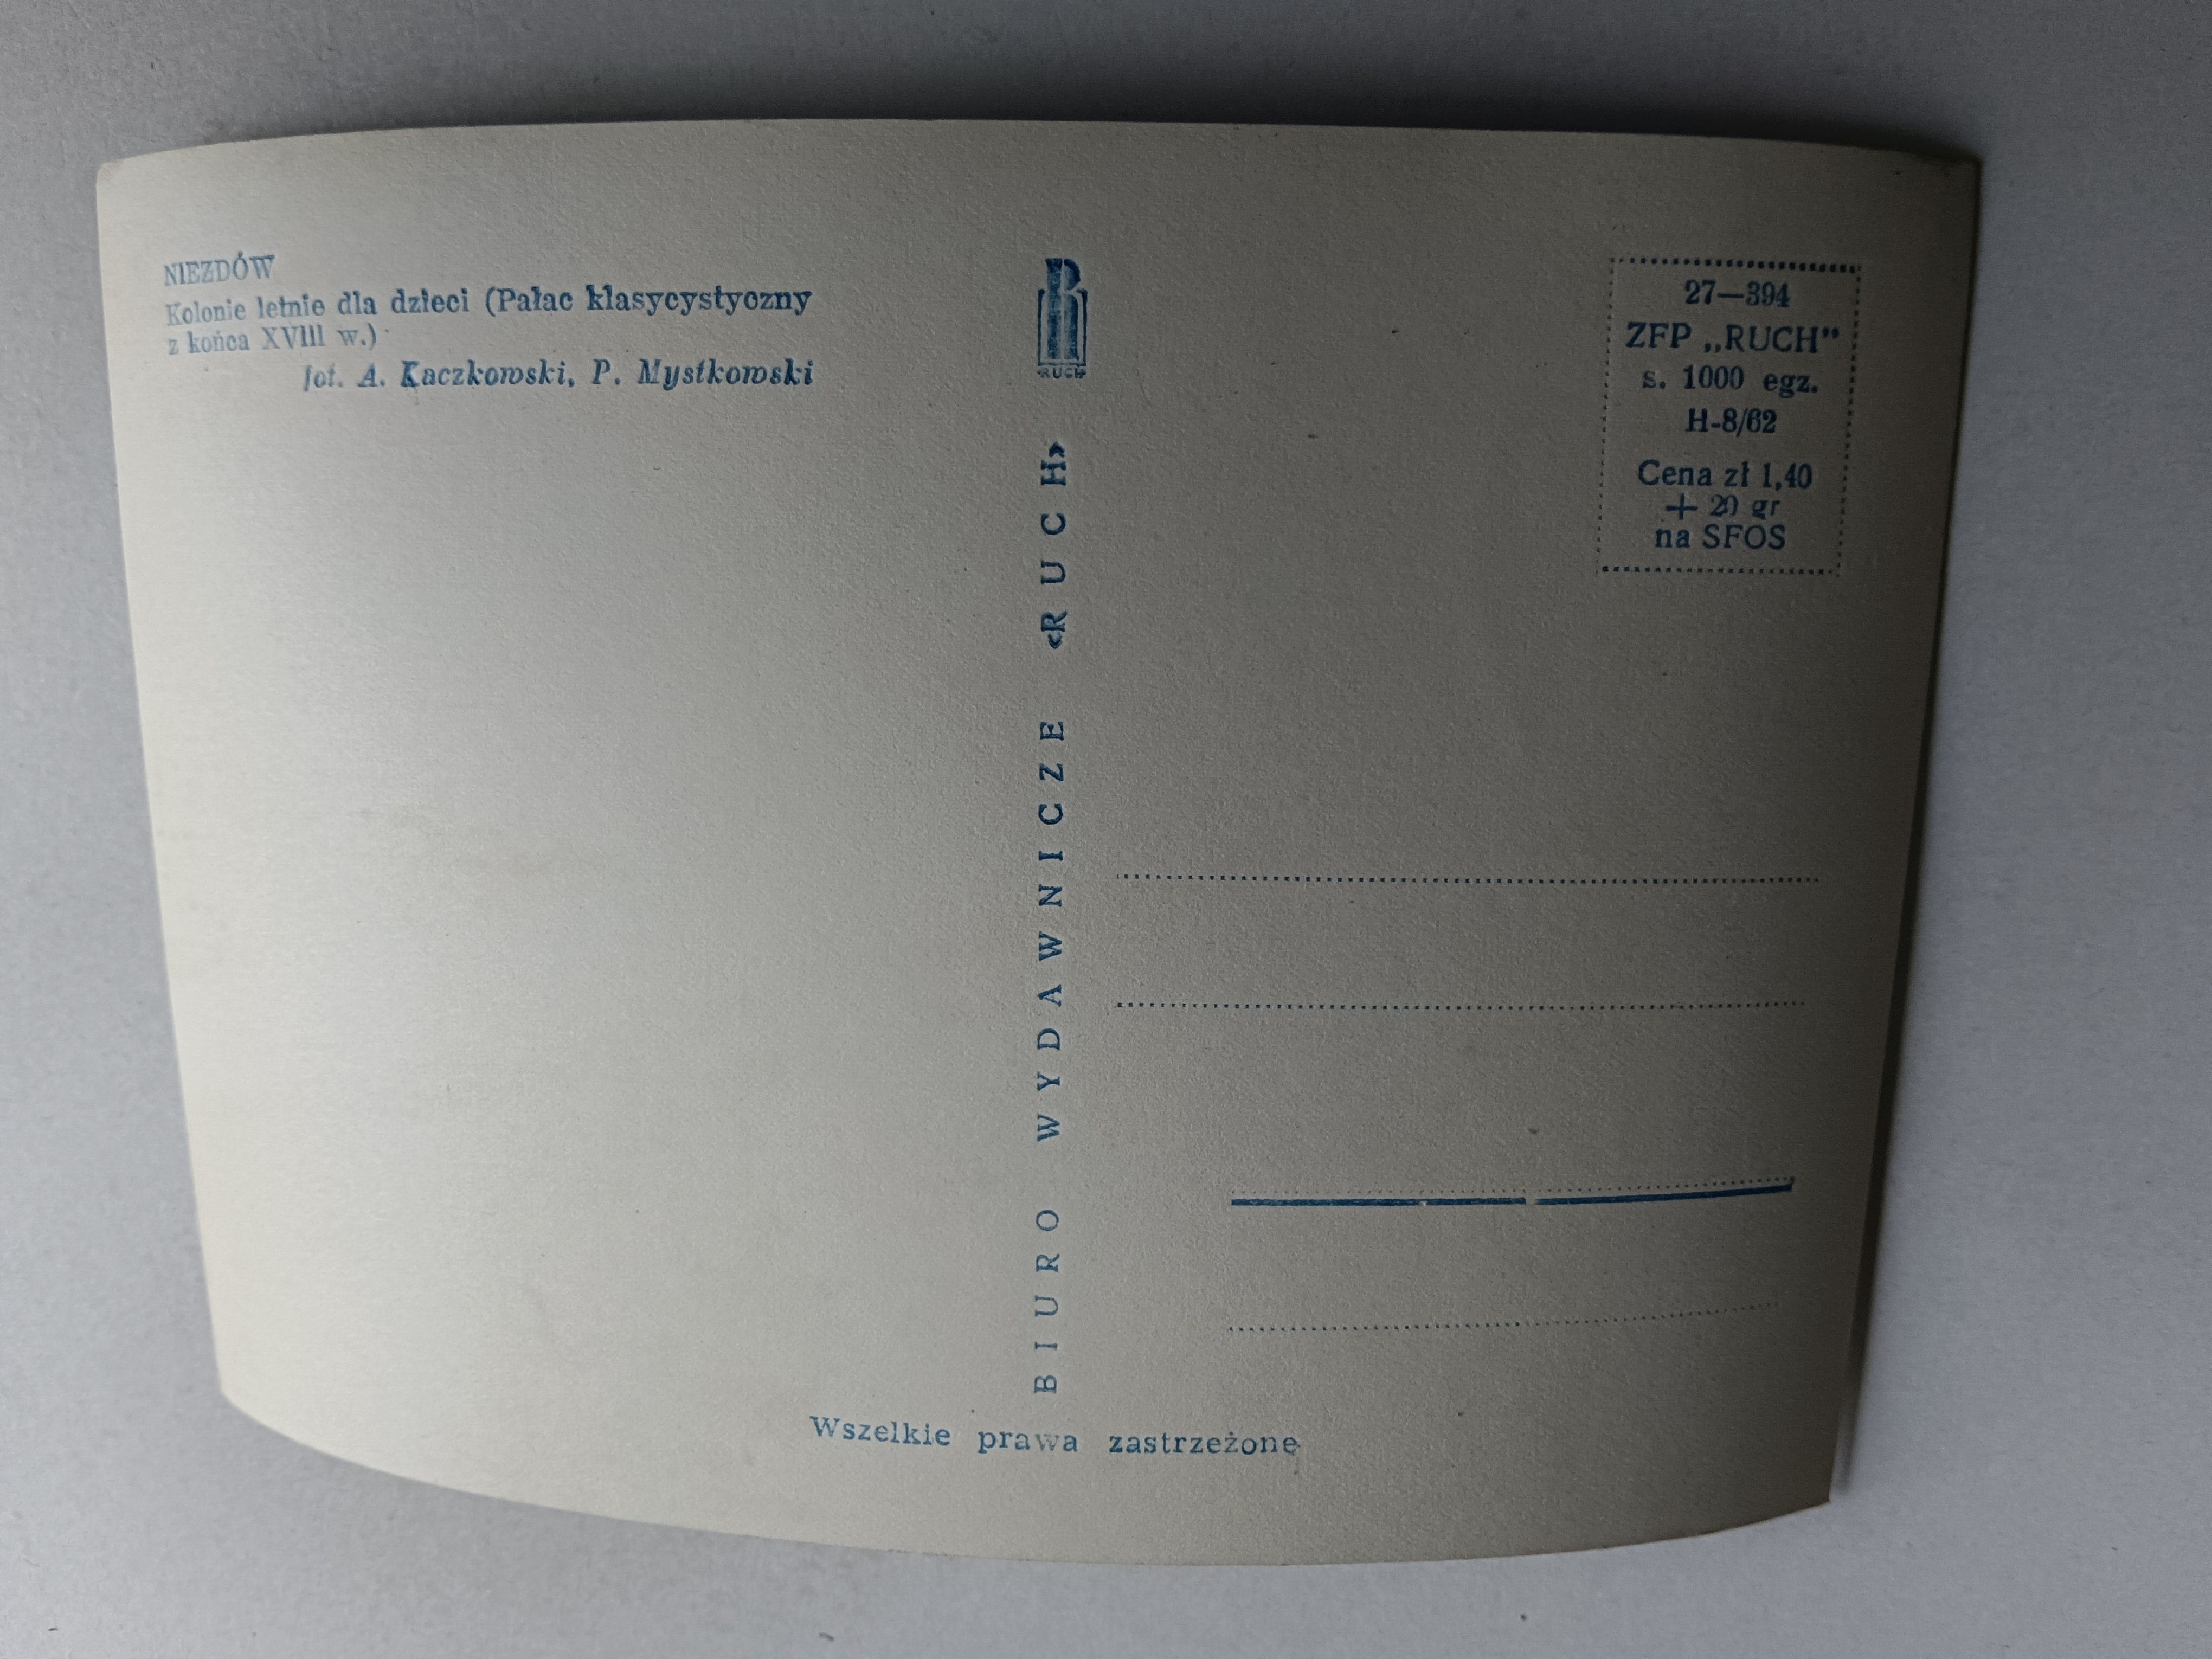 NIEZDÓW
Kolonie letnie dla dzieci (Pałac klasycystyczny
z końca XVIII w.)
fot. A. Kaczkowski, P. Mystkowski
RUCH
BIURO WYDAWNICZE «RUCH»
27—394
ZFP „RUCH”
s. 1000 egz.
H-8/62
Cena zł 1,40
+ 20 gr
na SFOS
Wszelkie prawa zastrzeżone